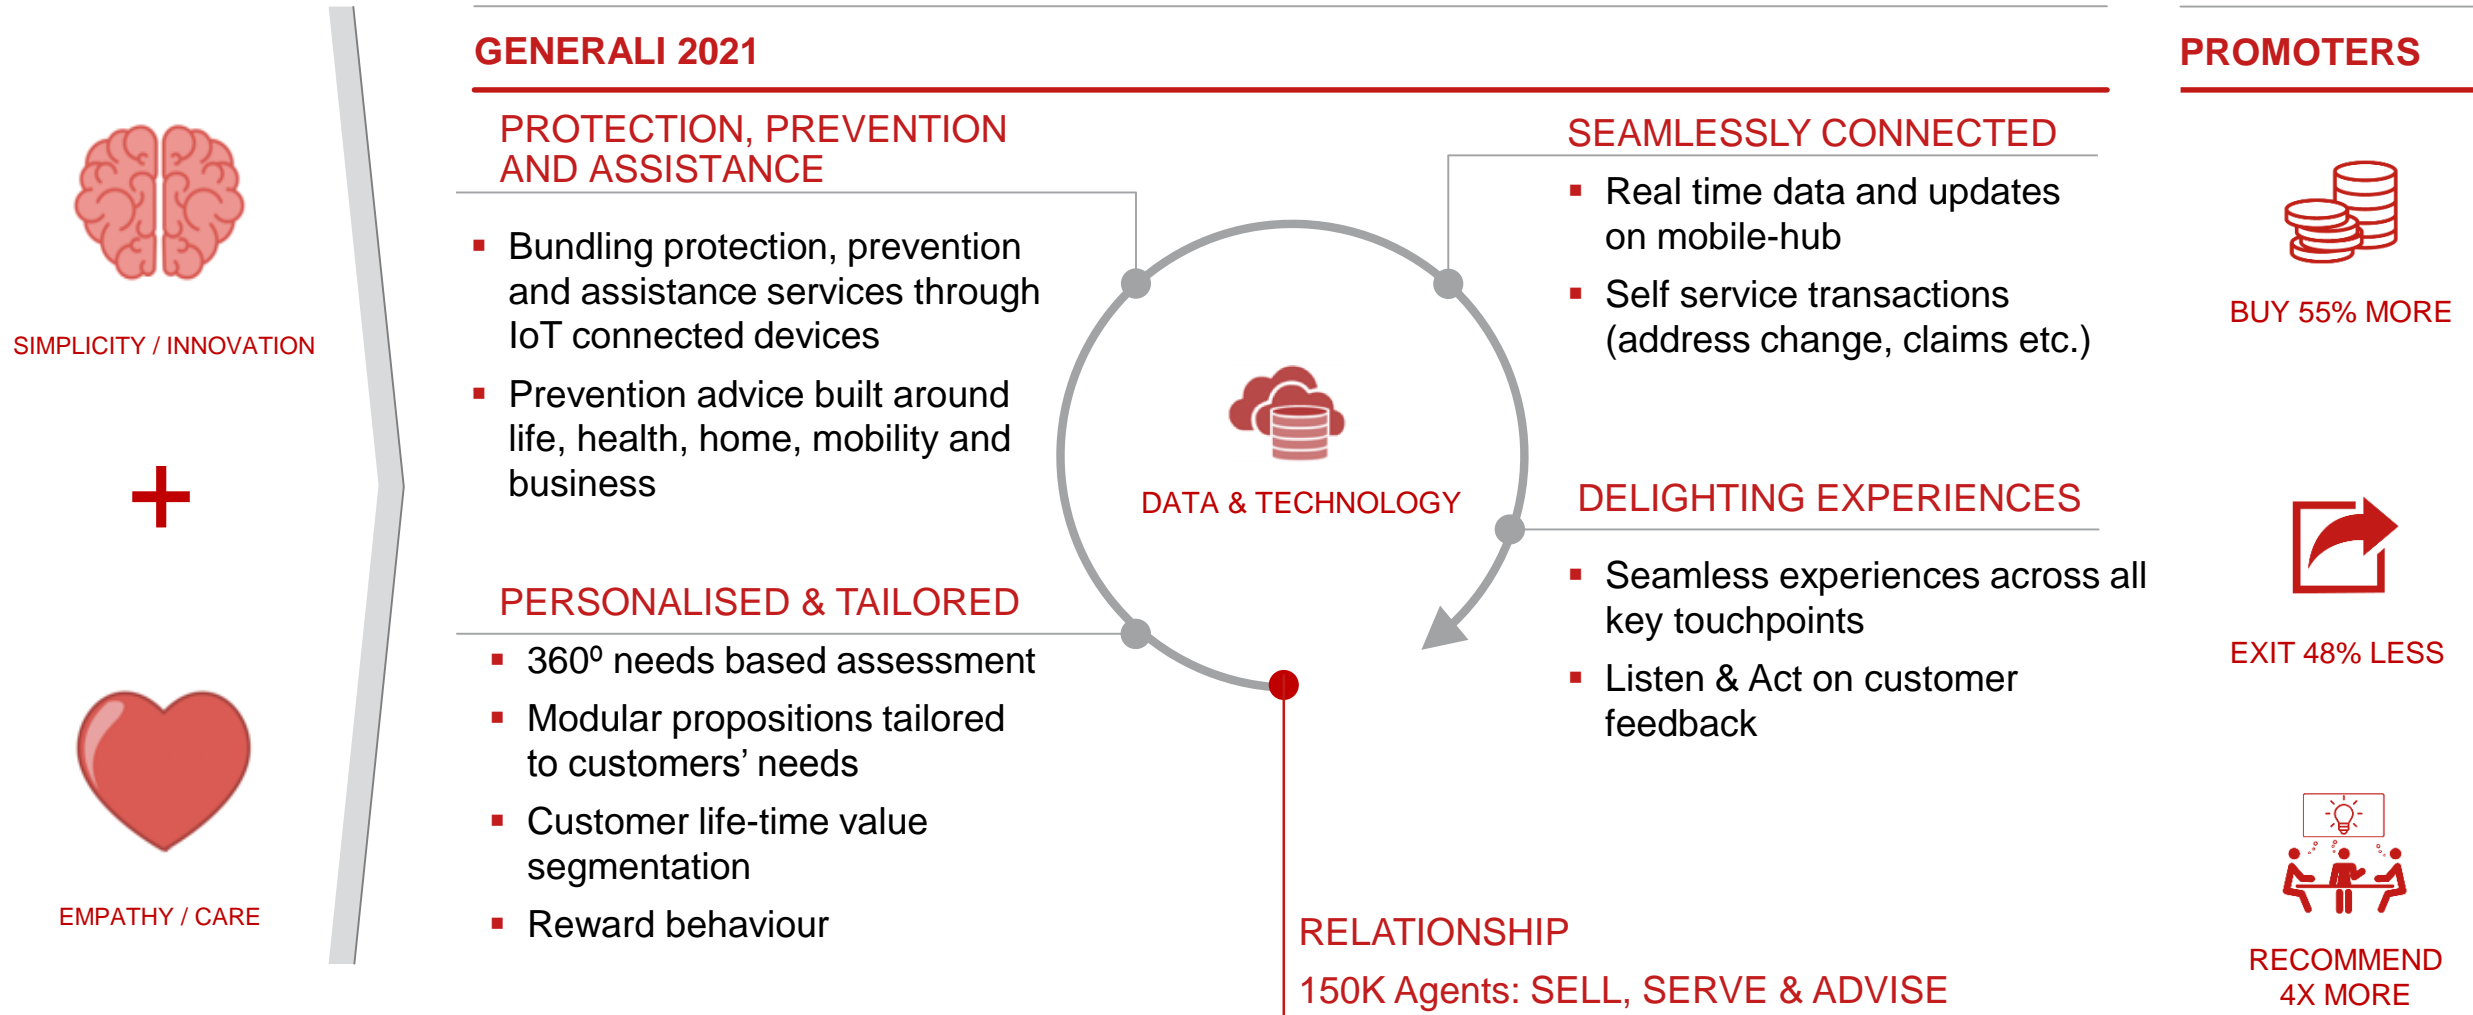 SIMPLICITY / INNOVATION
+
EMPATHY / CARE
GENERALI 2021
PROTECTION, PREVENTION
AND ASSISTANCE
▪ Bundling protection, prevention
and assistance services through
IoT connected devices
▪ Prevention advice built around
life, health, home, mobility and
business
PERSONALISED & TAILORED
▪ 360⁰ needs based assessment
▪ Modular propositions tailored
to customers’ needs
▪ Customer life-time value
segmentation
▪ Reward behaviour
DATA & TECHNOLOGY
SEAMLESSLY CONNECTED
▪ Real time data and updates
on mobile-hub
▪ Self service transactions
(address change, claims etc.)
DELIGHTING EXPERIENCES
▪ Seamless experiences across all
key touchpoints
▪ Listen & Act on customer
feedback
RELATIONSHIP
150K Agents: SELL, SERVE & ADVISE
PROMOTERS
BUY 55% MORE
EXIT 48% LESS
RECOMMEND
4X MORE